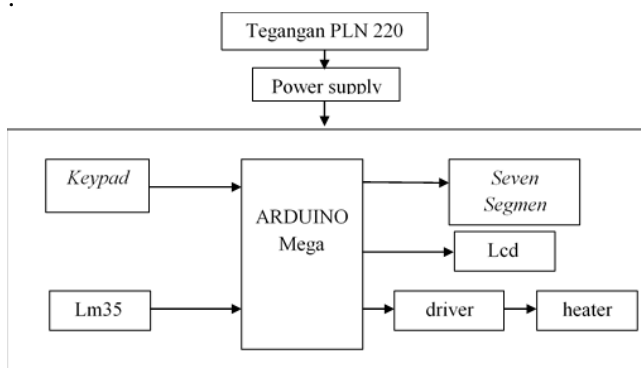 .
Tegangan PLN 220
Power supply
Keypad
ARDUINO
Mega
Seven
Segmen
Lcd
Lm35
driver
heater